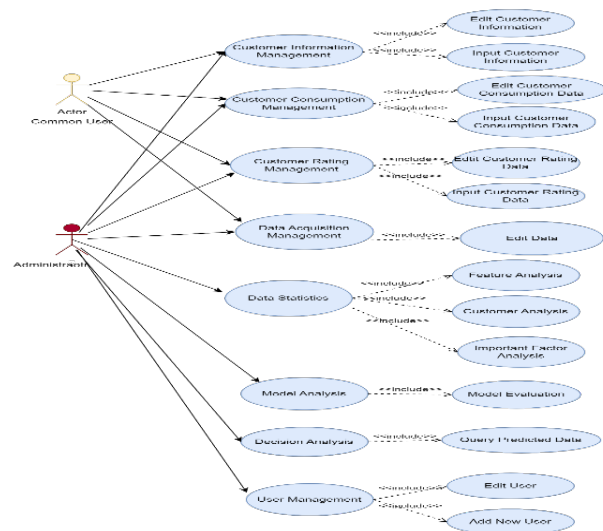 Edit Customer
Information
<<include>>
<<include>>
Customer Information
Management
Input Customer
Information
Edit Customer
Consumption Data
<<include>>
<<include>>
Customer Consumption
Management
Input Customer
Consumption Data
Actor
Common User
Customer Rating
Management
<<include>>
<<include>>
Edtit Customer Rating
Data
Input Customer Rating
Data
Data Acquisition
Management
<<include>>
Edit Data
Feature Analysis
<<include>>
<<include>>
<<include>>
Data Statistics
Customer Analysis
Important Factor
Analysis
Model Analysis
<<include>>
Model Evaluation
Decision Analysis
<<include>>
Query Predicted Data
Edit User
<<include>>
<<include>>
User Management
Add New User